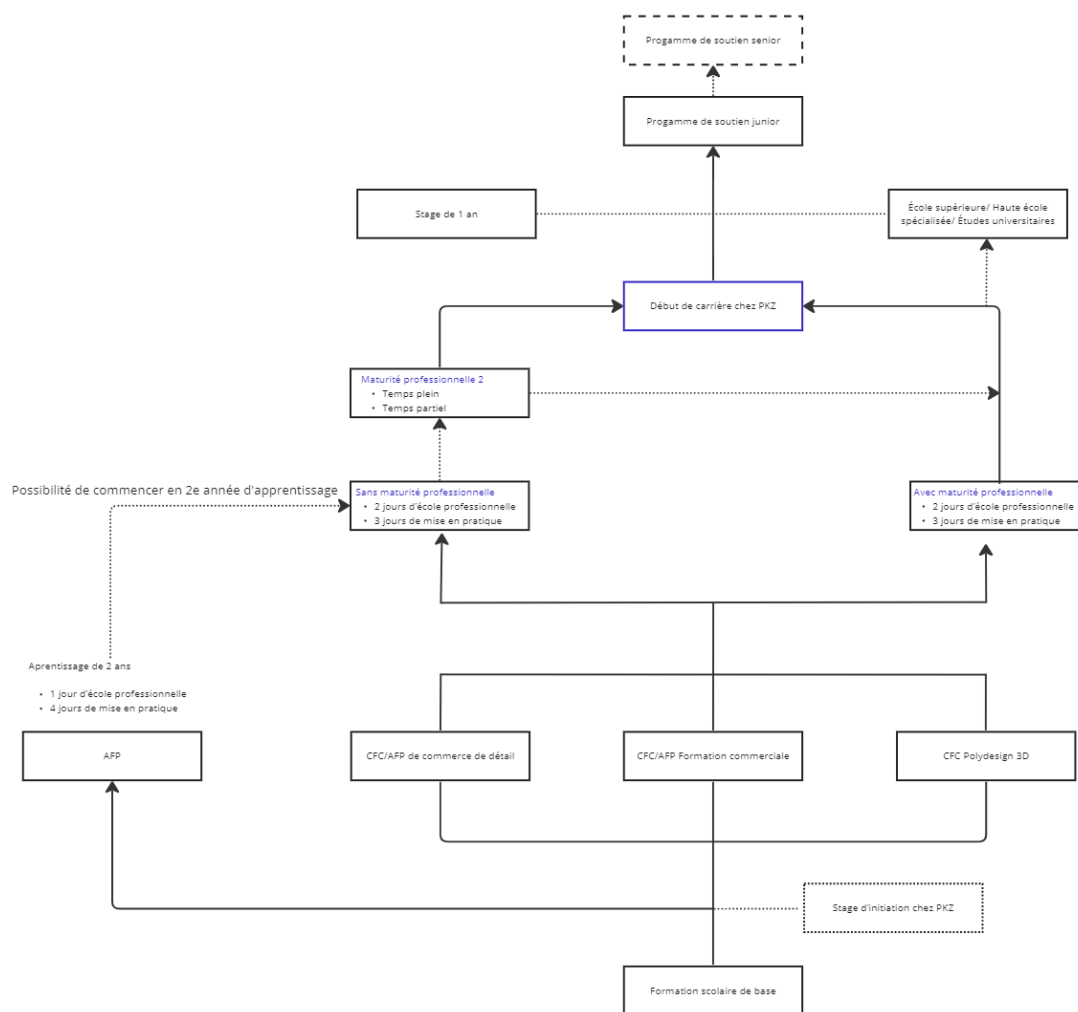 Progamme de soutien senior
Progamme de soutien junior
Stage de 1 an
École supérieure/ Haute école
spécialisée/ Études universitaires
Début de carrière chez PKZ
Maturité professionnelle 2
• Temps plein
• Temps partiel
Possibilité de commencer en 2e année d'apprentissage
Sans maturité professionnelle
• 2 jours d'école professionnelle
• 3 jours de mise en pratique
Avec maturité professionnelle
• 2 jours d'école professionnelle
• 3 jours de mise en pratique
Aprentissage de 2 ans
• 1 jour d'école professionnelle
• 4 jours de mise en pratique
AFP
CFC/AFP de commerce de détail
CFC/AFP Formation commerciale
CFC Polydesign 3D
Stage d'initiation chez PKZ
Formation scolaire de base